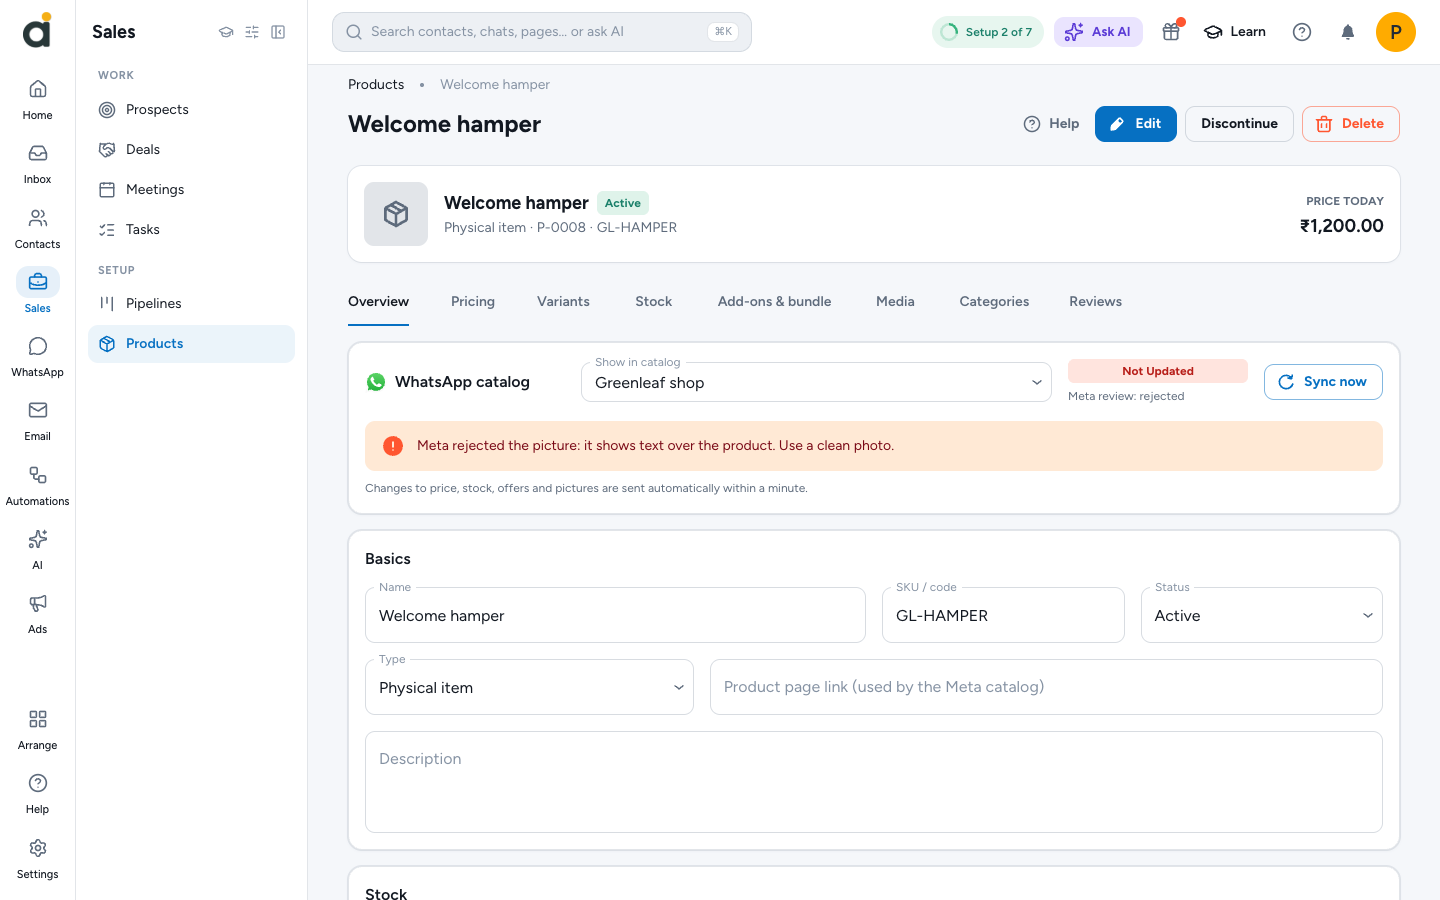 Sales
Search contacts, chats, pages... or ask AI
⌘K
Setup 2 of 7
Ask AI
Learn
P
Home
Inbox
Contacts
Sales
WhatsApp
Email
Automations
AI
Ads
Arrange
Help
Settings
WORK
Prospects
Deals
Meetings
Tasks
SETUP
Pipelines
Products
Products • Welcome hamper
Welcome hamper
Help
Edit
Discontinue
Delete
Welcome hamper Active
Physical item · P-0008 · GL-HAMPER
PRICE TODAY
₹1,200.00
Overview Pricing Variants Stock Add-ons & bundle Media Categories Reviews
WhatsApp catalog
Show in catalog
Greenleaf shop
Not Updated
Meta review: rejected
Sync now
Meta rejected the picture: it shows text over the product. Use a clean photo.
Changes to price, stock, offers and pictures are sent automatically within a minute.
Basics
Name
Welcome hamper
SKU / code
GL-HAMPER
Status
Active
Type
Physical item
Product page link (used by the Meta catalog)
Description
Stock